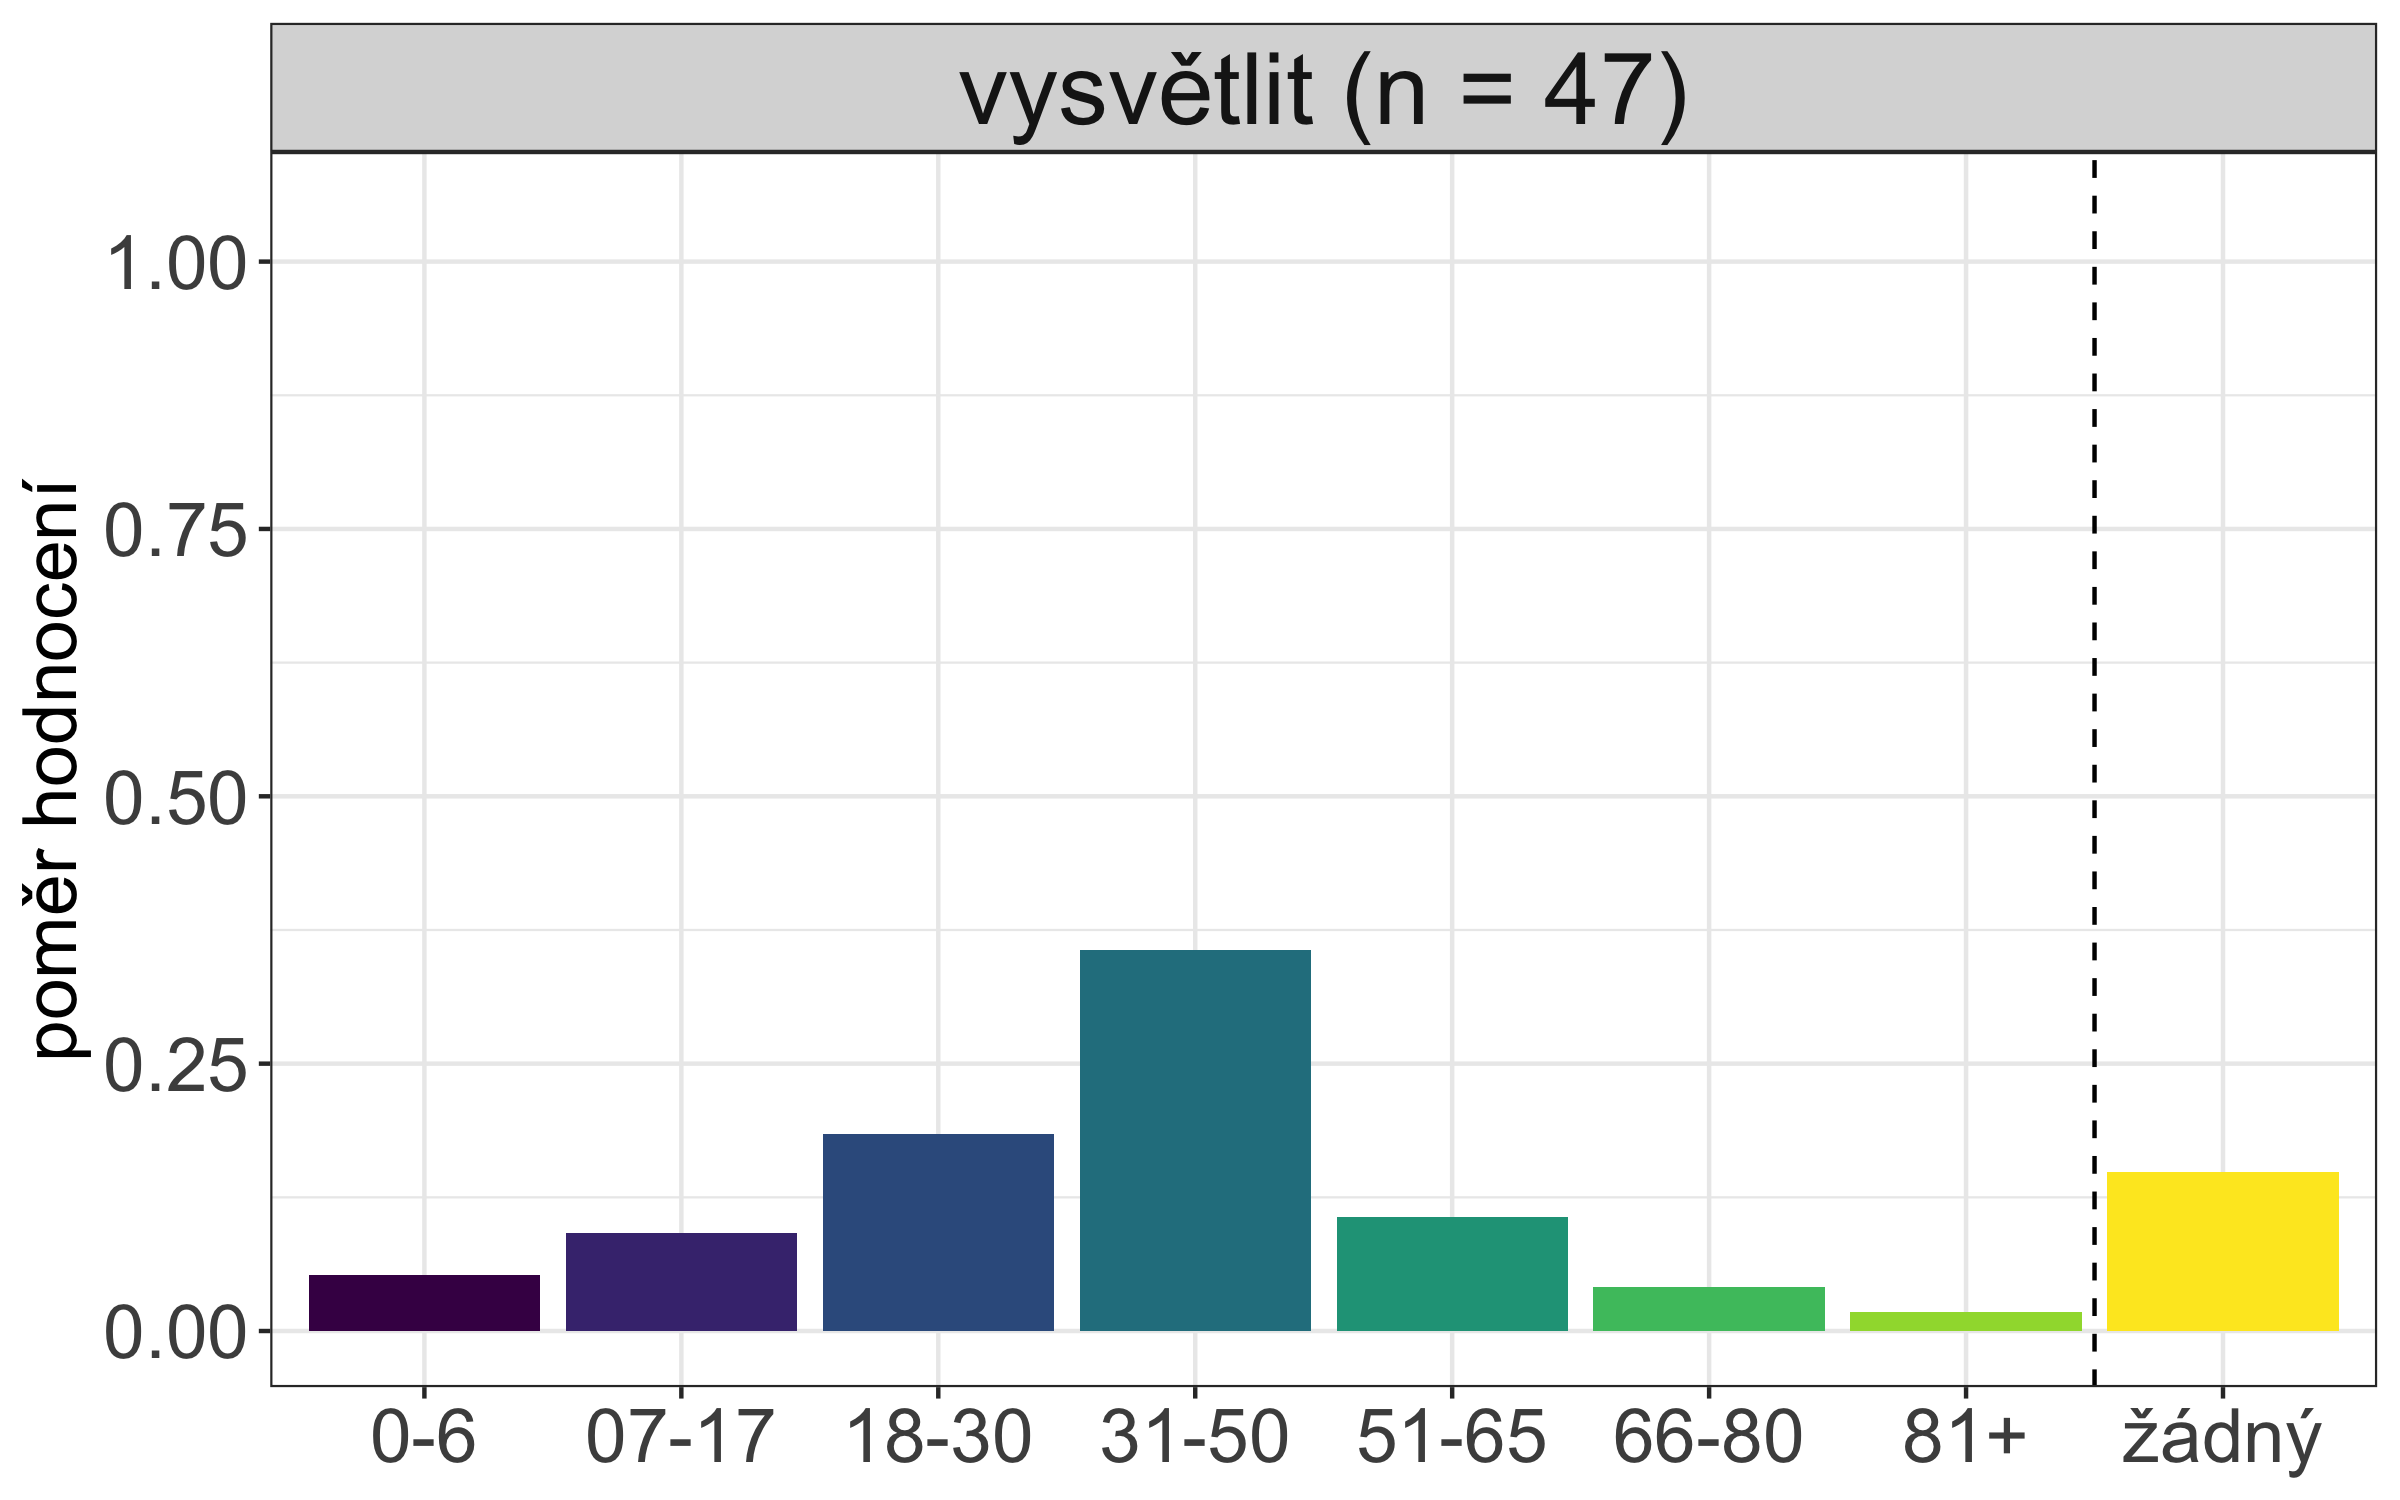 vysvětlit (n = 47)
poměr hodnocení
1.00
0.75
0.50
0.25
0.00
0-6 07-17 18-30 31-50 51-65 66-80 81+ žádný